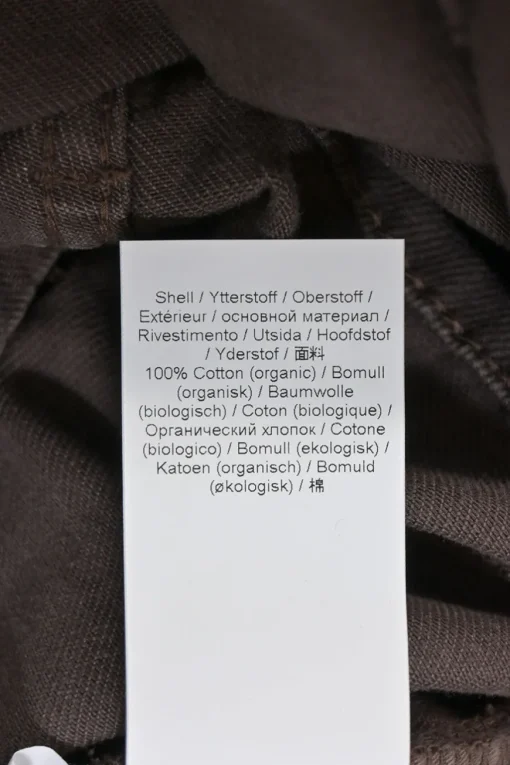 Shell / Ytterstoff / Oberstoff /
Extérieur / основной материал /
Rivestimento / Utsida / Hoofdstof
/ Yderstof / 面料
100% Cotton (organic) / Bomull
(organisk) / Baumwolle
(biologisch) / Coton (biologique) /
Органический хлопок / Cotone
(biologico) / Bomull (ekologisk) /
Katoen (organisch) / Bomuld
(økologisk) / 棉